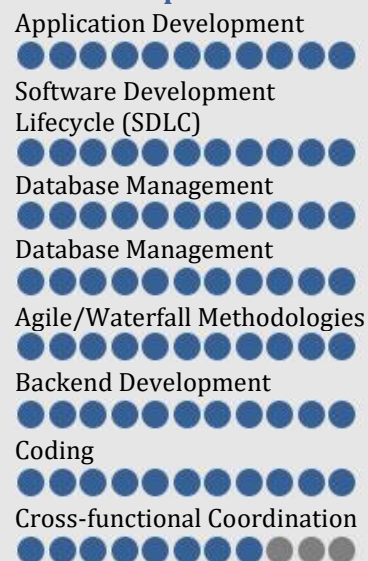 Application Development
Software Development
Lifecycle (SDLC)
Database Management
Database Management
Agile/Waterfall Methodologies
Backend Development
Coding
Cross-functional Coordination